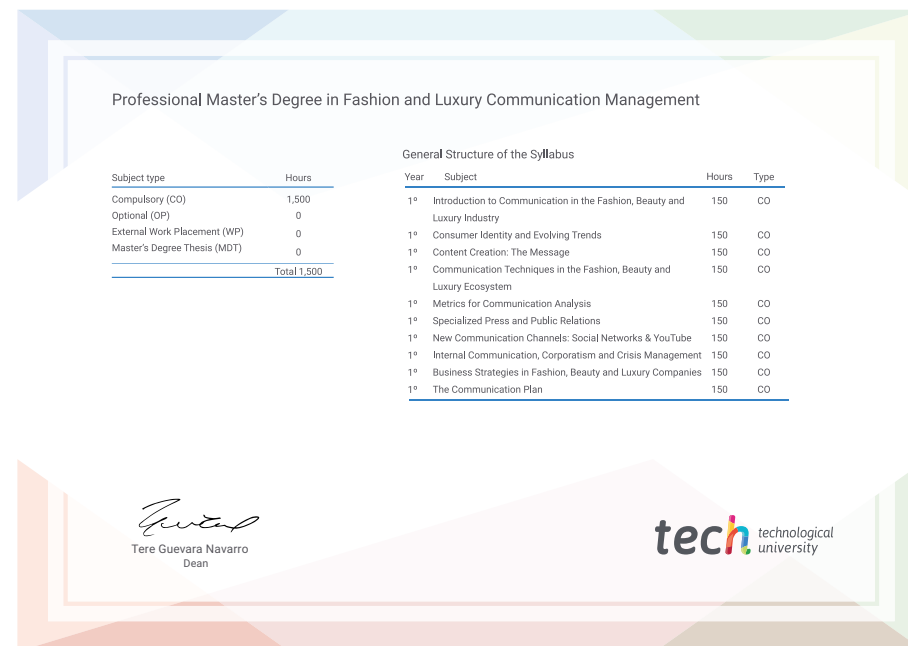 Professional Master's Degree in Fashion and Luxury Communication Management
General Structure of the Syllabus
Subject type Hours
Compulsory (CO) 1,500
Optional (OP) 0
External Work Placement (WP) 0
Master's Degree Thesis (MDT) 0
Total 1,500
Year Subject Hours Type
1º Introduction to Communication in the Fashion, Beauty and 150 CO
Luxury Industry
1º Consumer Identity and Evolving Trends 150 CO
1º Content Creation: The Message 150 CO
1º Communication Techniques in the Fashion, Beauty and 150 CO
Luxury Ecosystem
1º Metrics for Communication Analysis 150 CO
1º Specialized Press and Public Relations 150 CO
1º New Communication Channels: Social Networks & YouTube 150 CO
1º Internal Communication, Corporatism and Crisis Management 150 CO
1º Business Strategies in Fashion, Beauty and Luxury Companies 150 CO
1º The Communication Plan 150 CO
Tere Guevara Navarro
Dean
tech technological
university